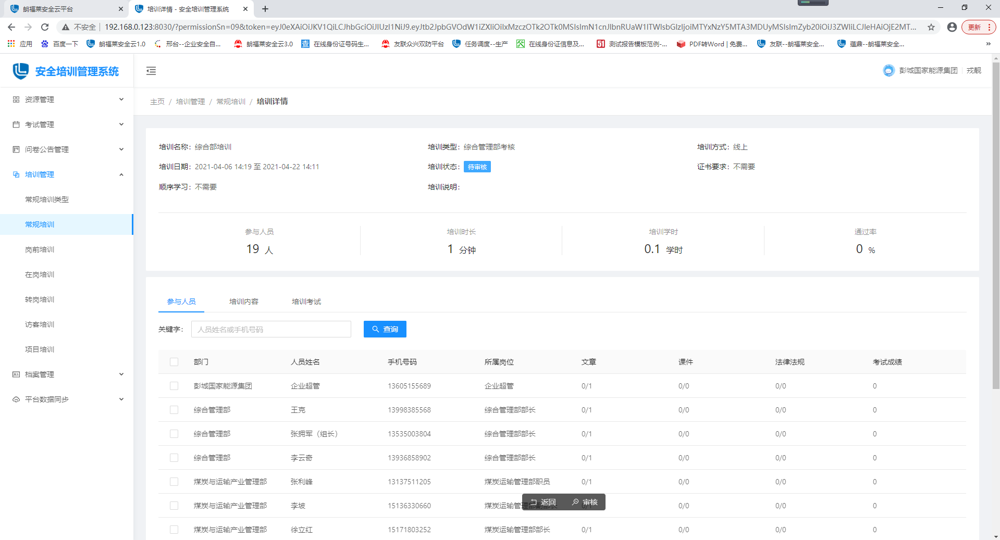 朗福莱安全云平台
培训详情 - 安全培训管理系统
不安全
192.168.0.123:8030/?permissionSn=09&token=eyJ0eXAiOiJKV1QiLCJhbGciOiJIUzI1NiJ9.eyJtb2JpbGVOdW1iZXIiOiIxMzczOTk2OTk0MSIsImN1cnJlbnRUaW1lTWlsbGlzIjoiMTYxNzY5MTA3MDUyMSIsImZyb20iOiJ3ZWIiLCJleHAiOjE2MT...
更新
应用
百度一下
朗福莱安全云1.0
邢台--企业安全自...
朗福莱安全云3.0
在线身份证号码生...
友联众兴双防平台
任务调度--生产
在线身份证信息及...
测试报告模板范例-...
PDF转Word | 免费...
友联--朗福莱安全...
蕴鼎--朗福莱安全...
安全培训管理系统
彭城国家能源集团
戎靓
资源管理
考试管理
问卷公告管理
培训管理
常规培训类型
常规培训
岗前培训
在岗培训
转岗培训
访客培训
项目培训
档案管理
平台数据同步
主页 / 培训管理 / 常规培训 / 培训详情
培训名称: 综合部培训
培训类型: 综合管理部考核
培训方式: 线上
培训日期: 2021-04-06 14:19 至 2021-04-22 14:11
培训状态: 待审核
证书要求: 不需要
顺序学习: 不需要
培训说明:
参与人员
19 人
培训时长
1 分钟
培训学时
0.1 学时
通过率
0 %
参与人员 培训内容 培训考试
关键字: 人员姓名或手机号码 查询
部门 人员姓名 手机号码 所属岗位 文章 课件 法律法规 考试成绩
彭城国家能源集团 企业超管 13605155689 企业超管 0/1 0/0 0/0 0
综合管理部 王克 13998385568 综合管理部部长 0/1 0/0 0/0 0
综合管理部 张拥军（组长） 13535003804 综合管理部部长 0/1 0/0 0/0 0
综合管理部 李云奇 13936858902 综合管理部部长 0/1 0/0 0/0 0
煤炭与运输产业管理部 张利峰 13137511205 煤炭运输管理部职员 0/1 0/0 0/0 0
煤炭与运输产业管理部 李坡 15136330660 煤炭运输管理部副部长 0/1 0/0 0/0 0
返回 审核
煤炭与运输产业管理部 徐立红 15171803252 煤炭运输管理部部长 0/1 0/0 0/0 0